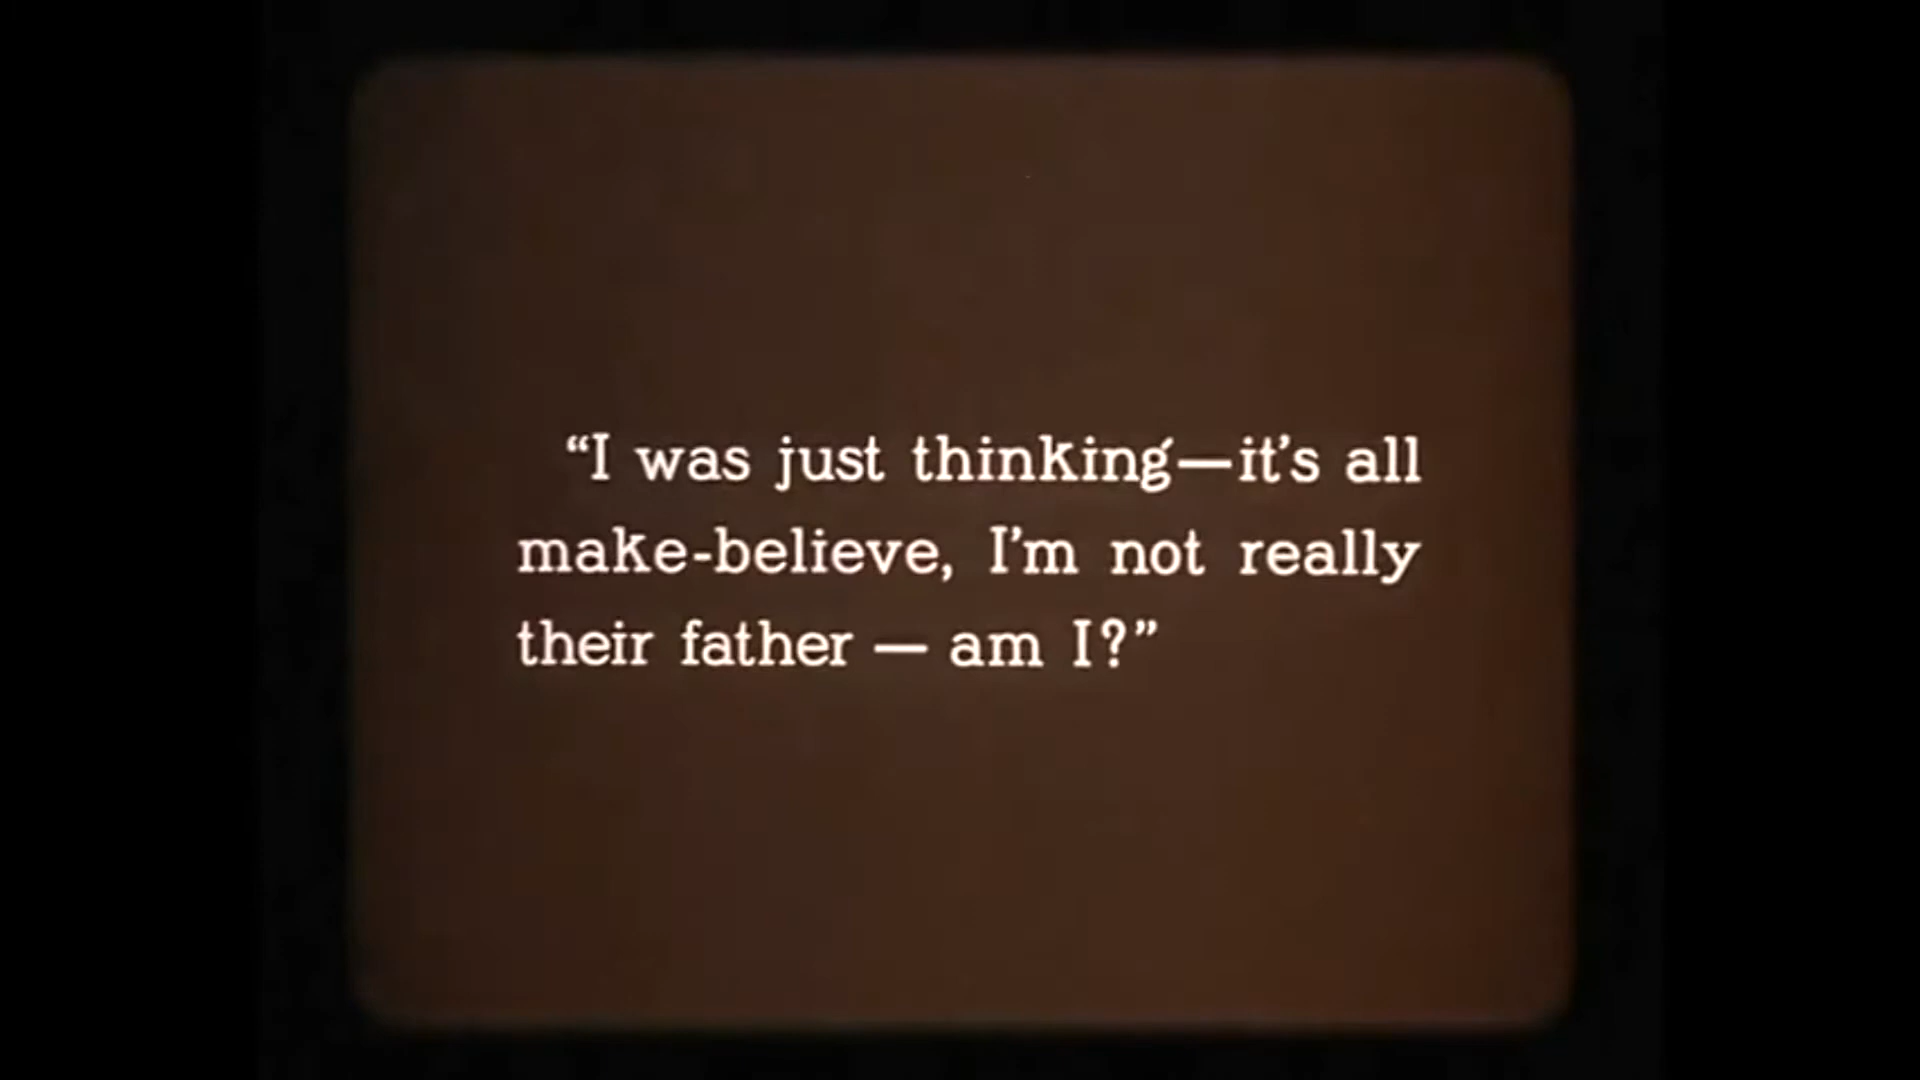 “I was just thinking—it’s all
make-believe, I’m not really
their father — am I?”